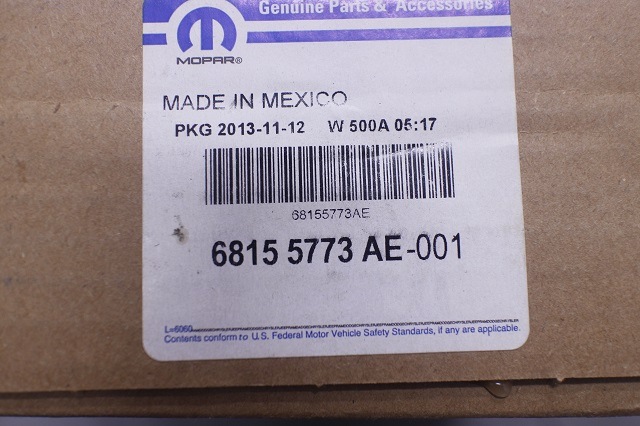 Genuine Parts & Accessories
MOPAR®
MADE IN MEXICO
PKG 2013-11-12 W 500A 05:17
68155773AE
6815 5773 AE-001
L=6060
Contents conform to U.S. Federal Motor Vehicle Safety Standards, if any are applicable.